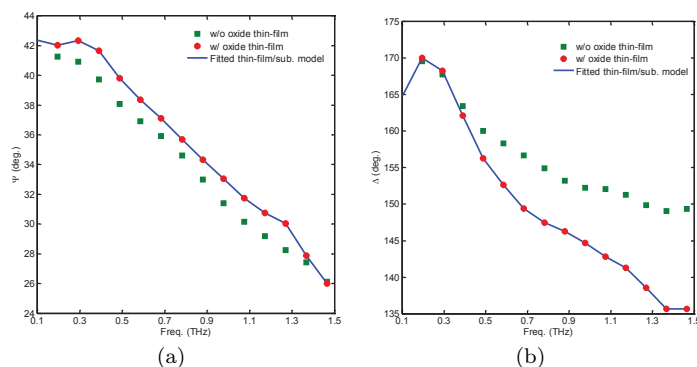 44
42
40
38
36
34
32
30
28
26
24
0.1 0.3 0.5 0.7 0.9 1.1 1.3 1.5
Ψ (deg.)
Freq. (THz)
w/o oxide thin-film
w/ oxide thin-film
Fitted thin-film/sub. model
(a)
175
170
165
160
155
150
145
140
135
0.1 0.3 0.5 0.7 0.9 1.1 1.3 1.5
Δ (deg.)
Freq. (THz)
w/o oxide thin-film
w/ oxide thin-film
Fitted thin-film/sub. model
(b)